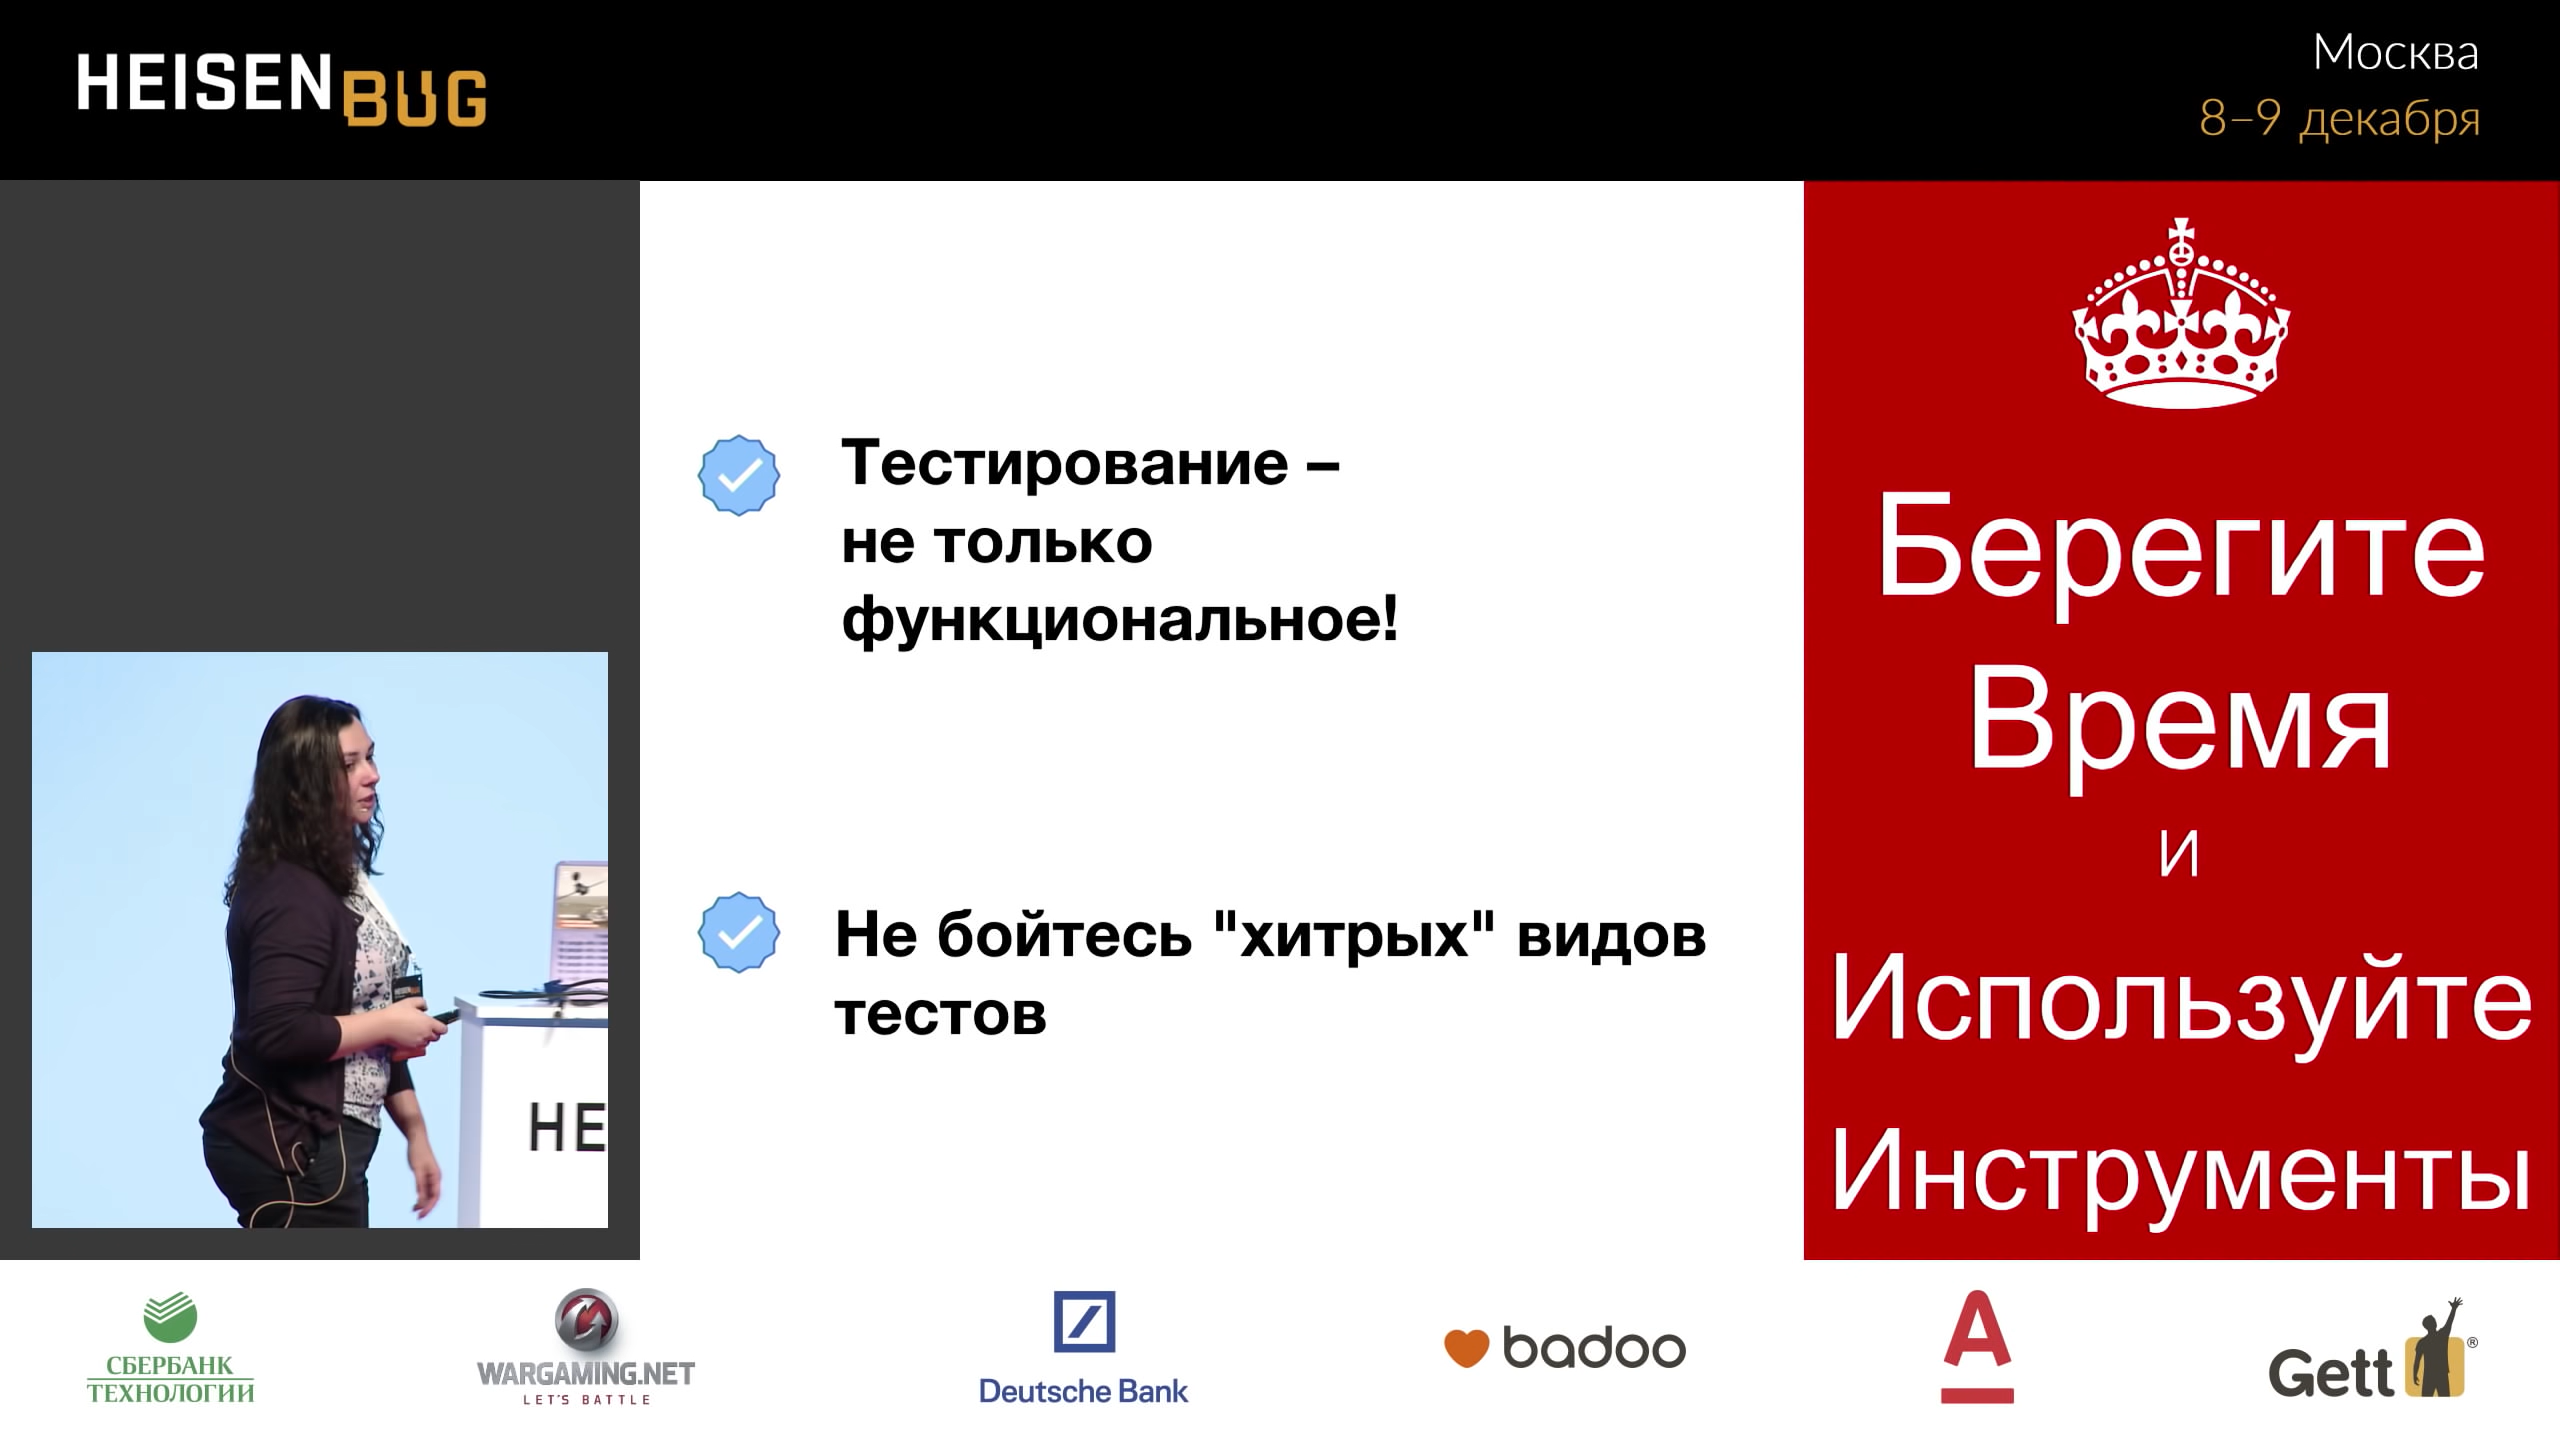 HEISENBUG
Москва
8–9 декабря
Тестирование –
не только
функциональное!
Не бойтесь "хитрых" видов
тестов
Берегите
Время
и
Используйте
Инструменты
HE
СБЕРБАНК
ТЕХНОЛОГИИ
WARGAMING.NET
LET'S BATTLE
Deutsche Bank
badoo
А
Gett®